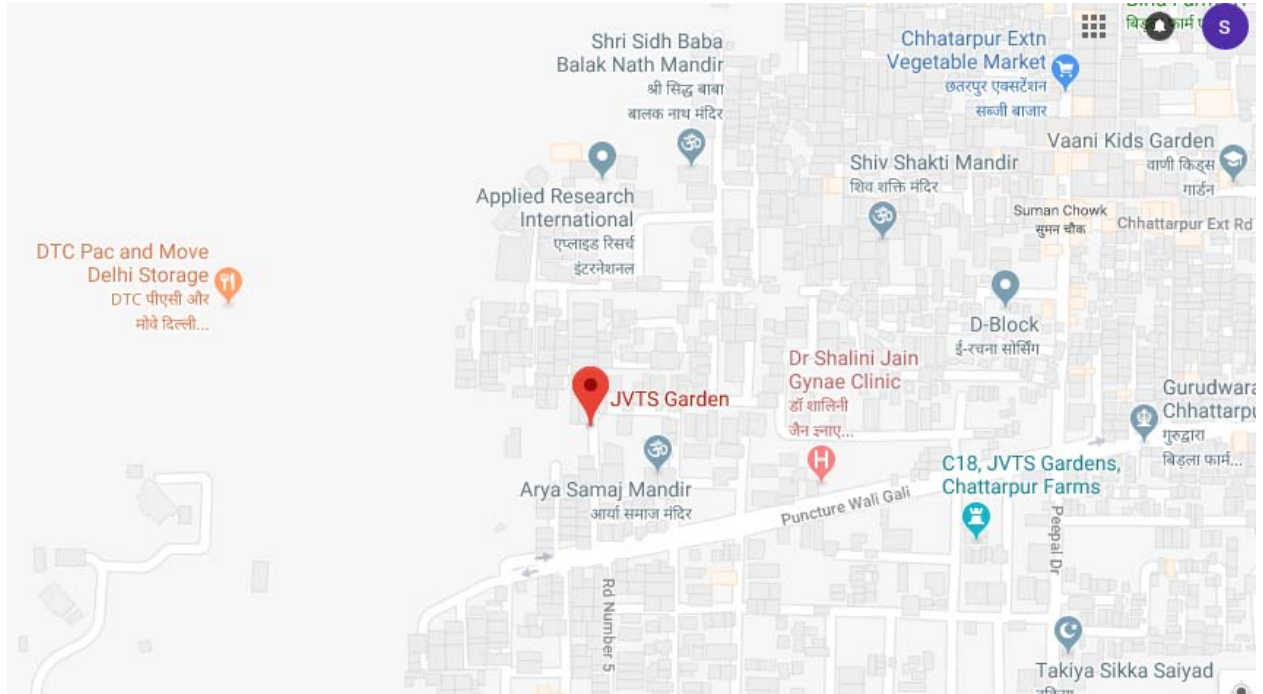 Shri Sidh Baba
Balak Nath Mandir
श्री सिद्ध बाबा
बालक नाथ मंदिर
Chhatarpur Extn
Vegetable Market
छतरपुर एक्सटेंशन
सब्जी बाजार
S
Vaani Kids Garden
वाणी किड्स
गार्डन
Shiv Shakti Mandir
शिव शक्ति मंदिर
Applied Research
International
एप्लाइड रिसर्च
इंटरनेशनल
Suman Chowk
सुमन चौक
Chhattarpur Ext Rd
DTC Pac and Move
Delhi Storage
DTC पीएसी और
मोवे दिल्ली...
D-Block
ई-रचना सोर्सिंग
Dr Shalini Jain
Gynae Clinic
डॉ शालिनी
जैन इनाए...
H
JVTS Garden
Gurudwara
Chhattarpu
गुरुद्वारा
बिड़ला फार्म...
Arya Samaj Mandir
आर्या समाज मंदिर
C18, JVTS Gardens,
Chattarpur Farms
Puncture Wali Gali
Peepal Dr
Rd Number 5
Takiya Sikka Saiyad